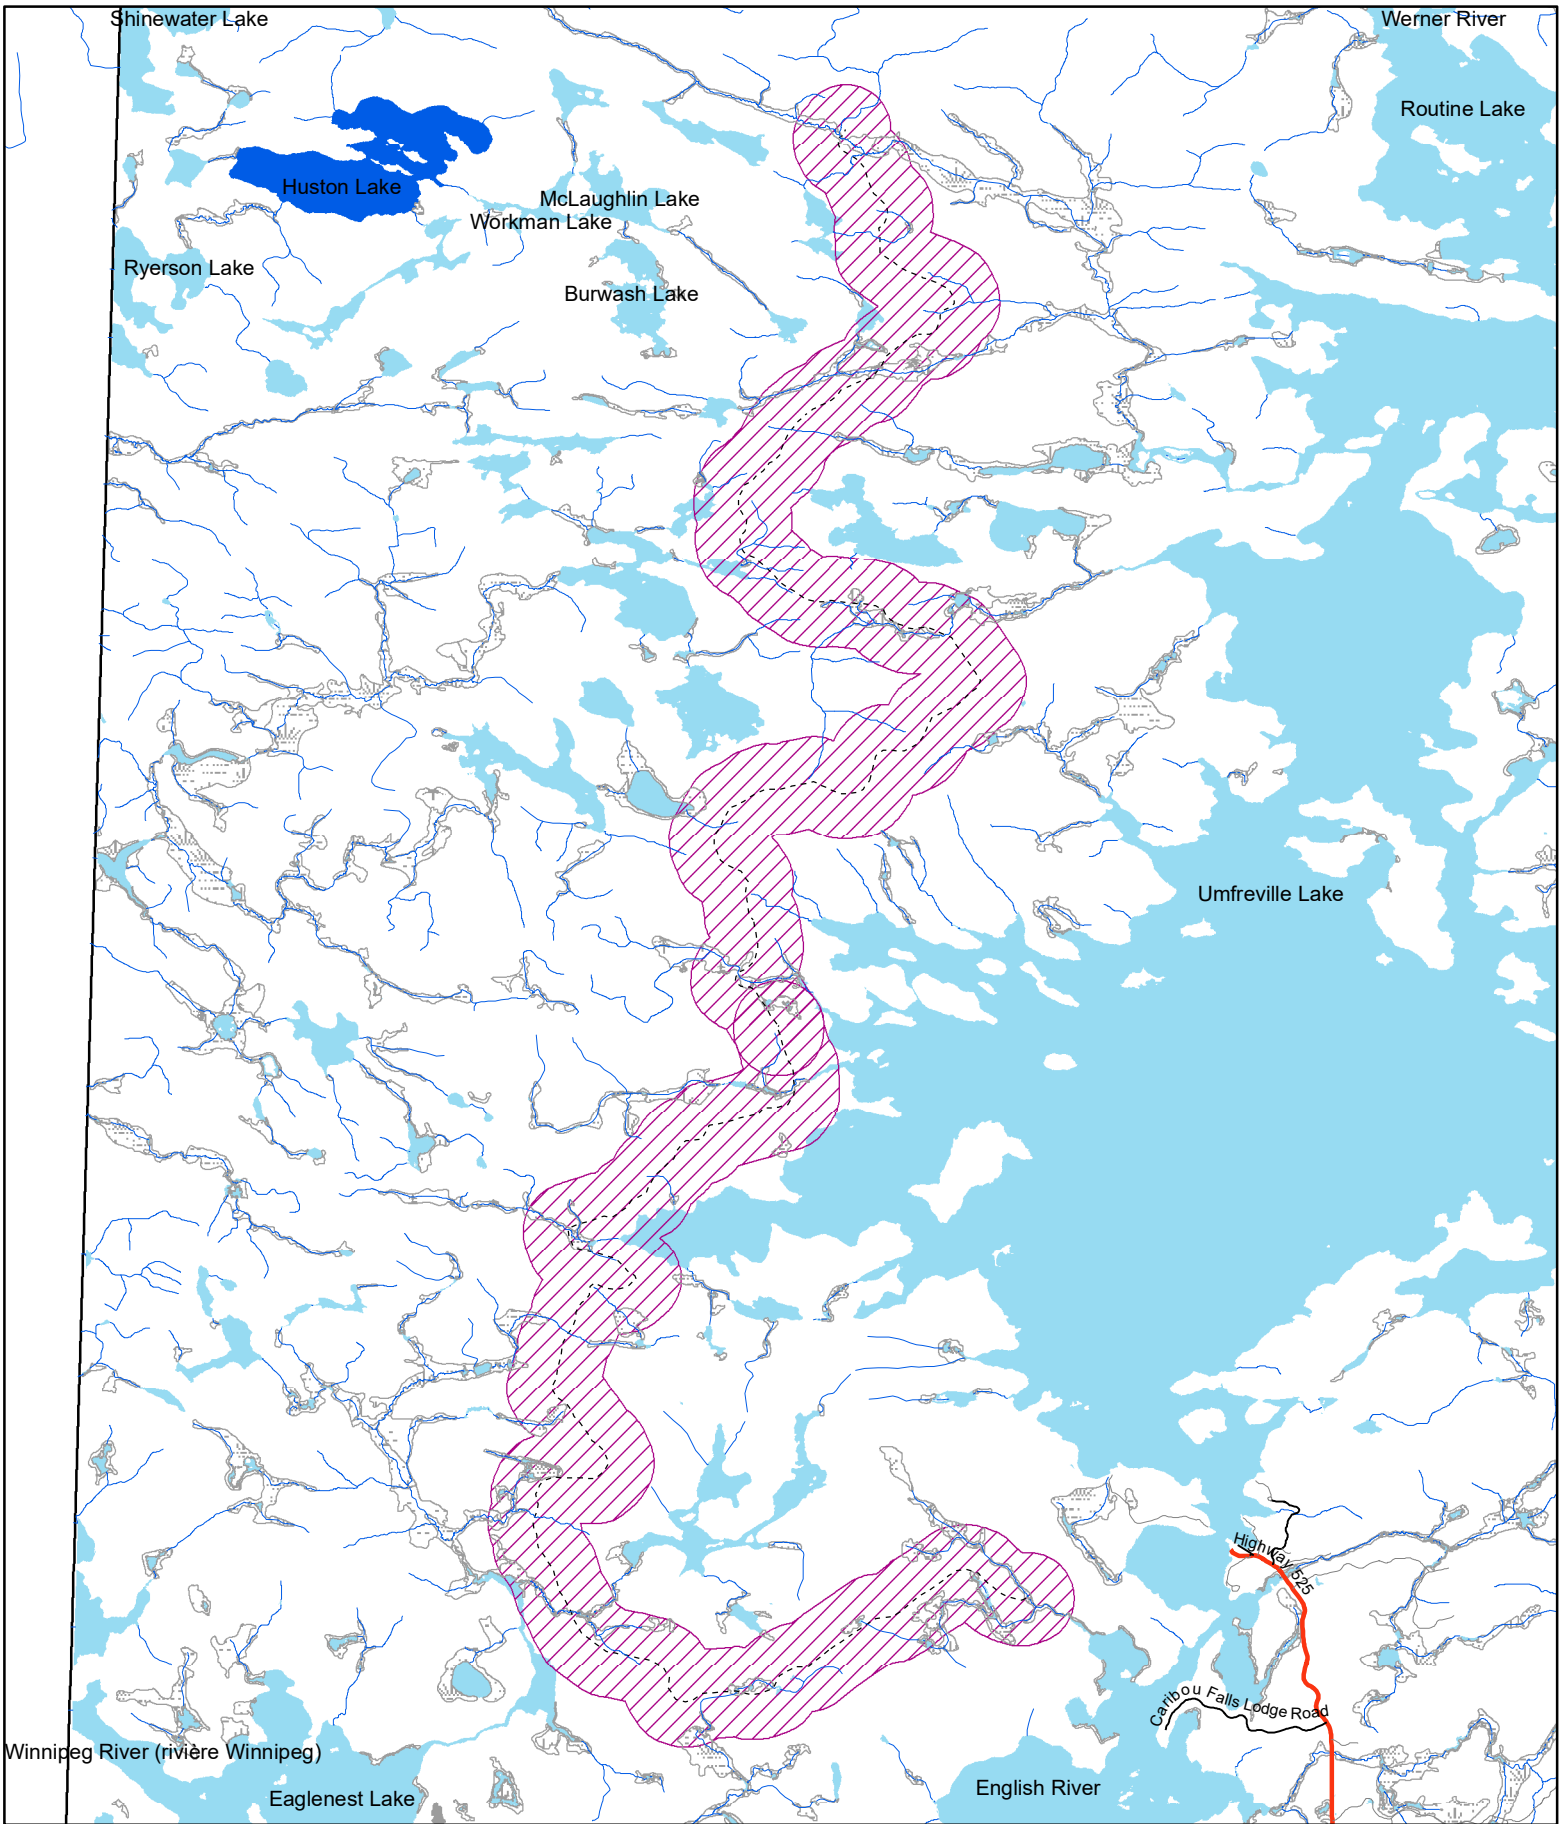 Shinewater Lake
Werner River
Routine Lake
Huston Lake
McLaughlin Lake
Workman Lake
Ryerson Lake
Burwash Lake
Umfreville Lake
Highway 525
Caribou Falls Lodge Road
Winnipeg River (rivière Winnipeg)
English River
Eaglenest Lake